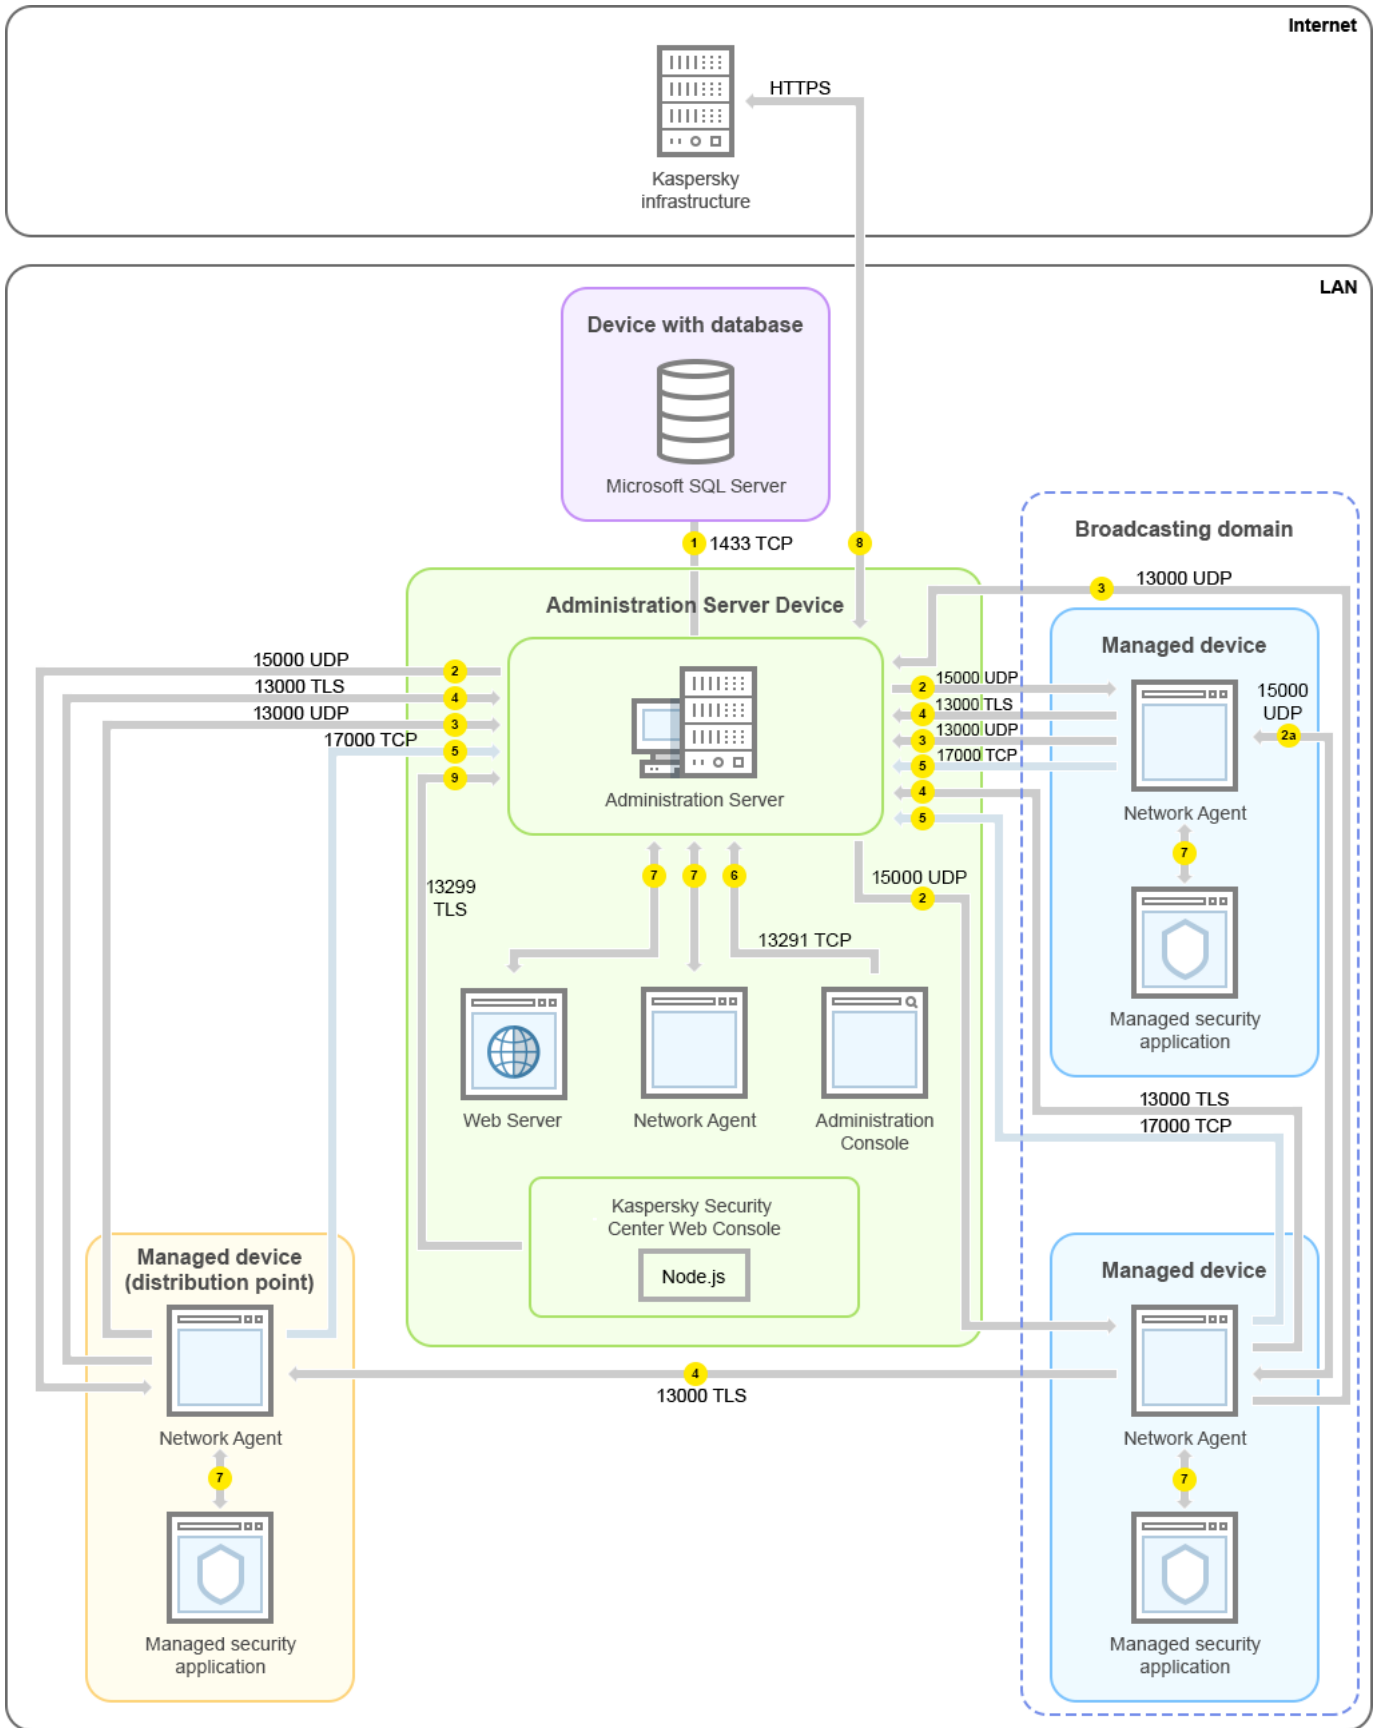 Internet
HTTPS
Kaspersky
infrastructure
LAN
Device with database
Microsoft SQL Server
1 1433 TCP
8
Broadcasting domain
3 13000 UDP
Administration Server Device
Managed device
15000 UDP 2
13000 TLS 4
13000 UDP 3
17000 TCP 5
9
Administration Server
2 15000 UDP
4 13000 TLS
3 13000 UDP
5 17000 TCP
4
5
15000
UDP
2a
Network Agent
7
Managed security
application
13299
TLS
7
7
6
15000 UDP
2
13291 TCP
Web Server
Network Agent
Administration
Console
13000 TLS
17000 TCP
Kaspersky Security
Center Web Console
Node.js
Managed device
(distribution point)
Network Agent
7
Managed security
application
4
13000 TLS
Managed device
Network Agent
7
Managed security
application